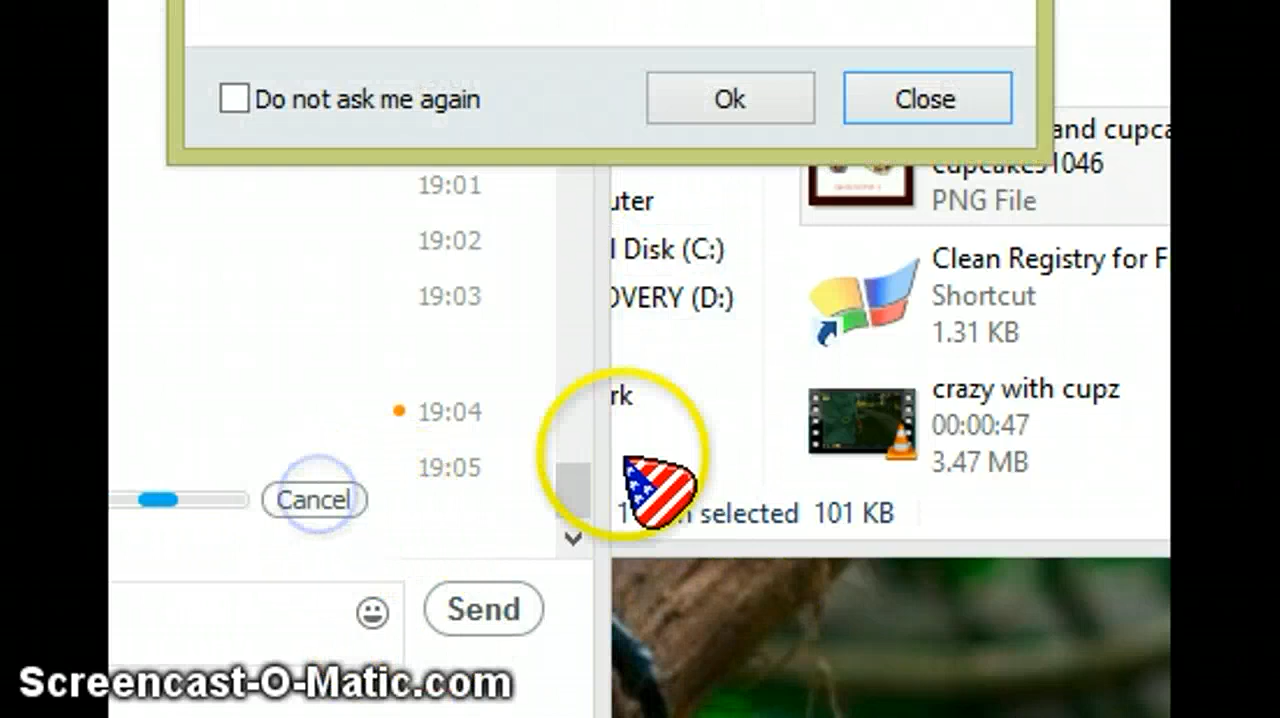 Do not ask me again
Ok
Close
and cupca
cupcakes1046
PNG File
19:01
19:02
19:03
19:04
19:05
Cancel
Send
uter
l Disk (C:)
OVERY (D:)
rk
Clean Registry for F
Shortcut
1.31 KB
crazy with cupz
00:00:47
3.47 MB
selected 101 KB
Screencast-O-Matic.com